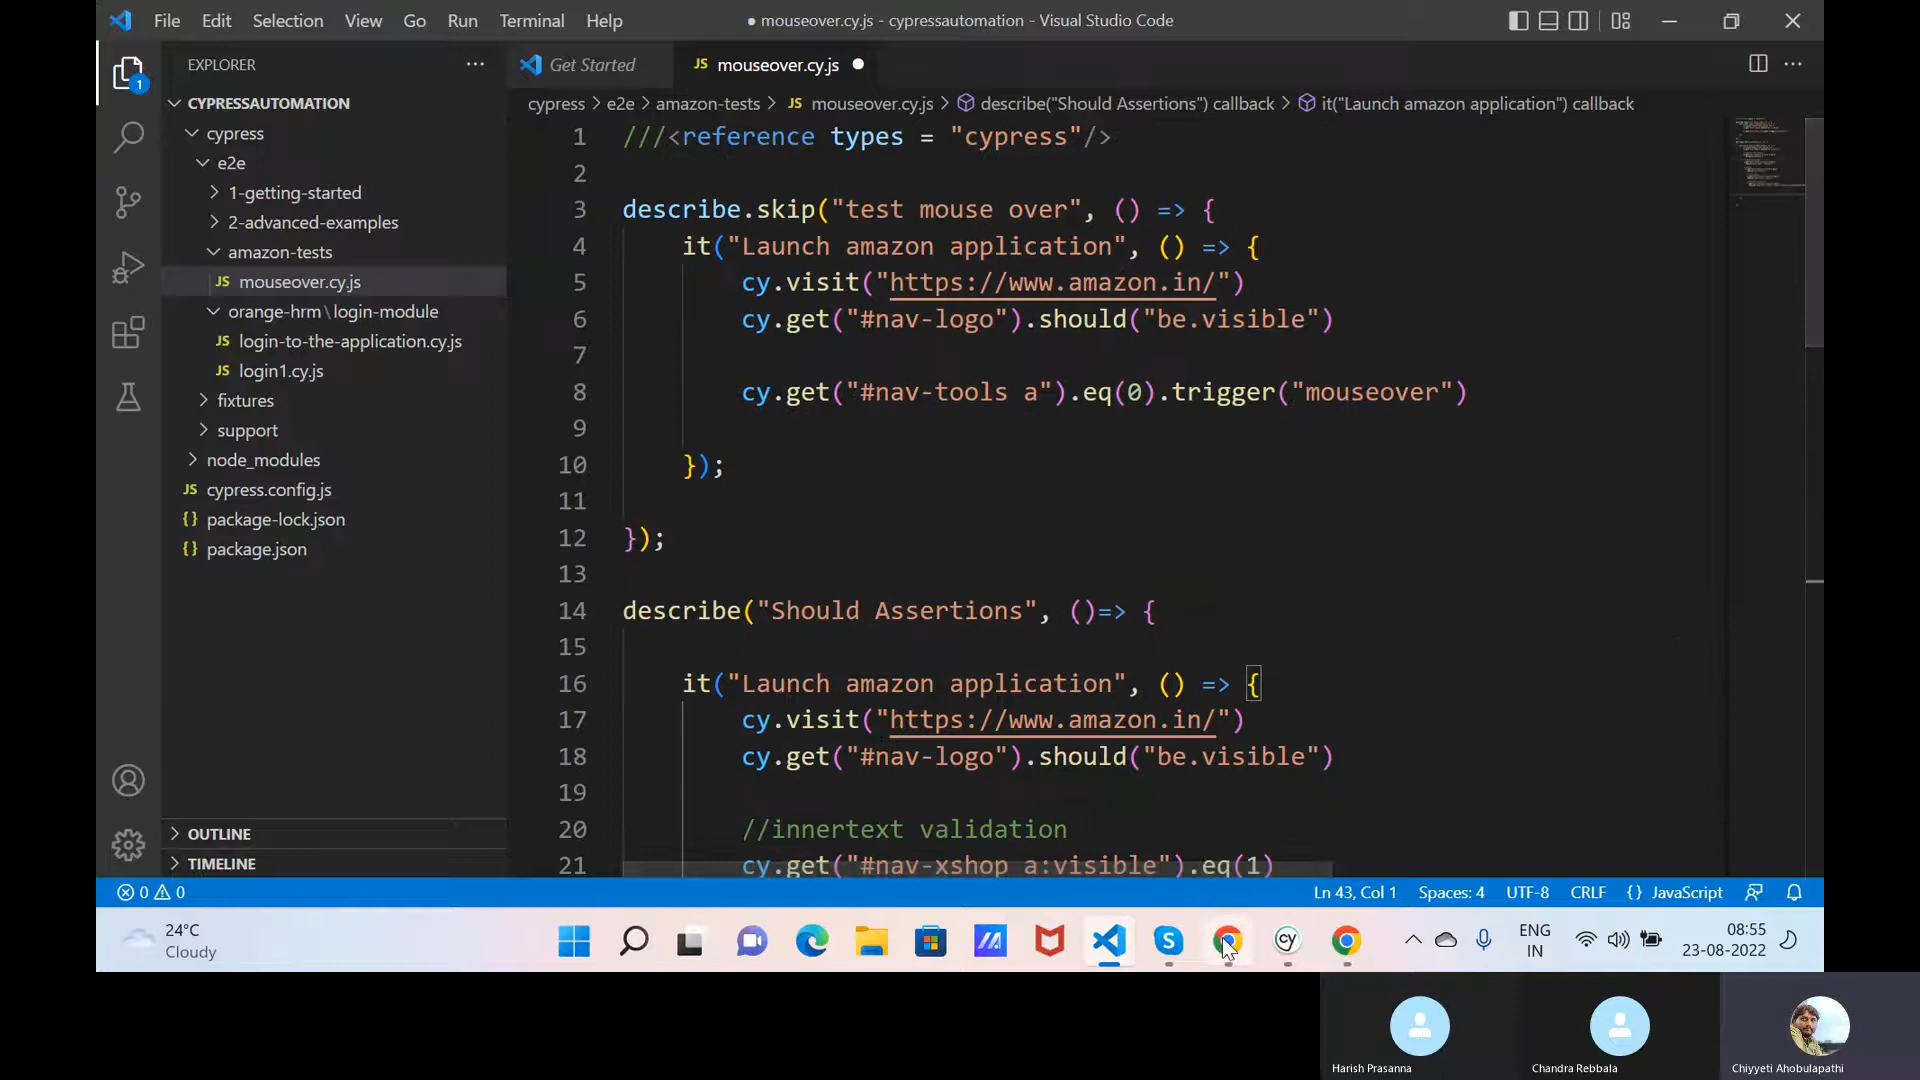 File Edit Selection View Go Run Terminal Help
● mouseover.cy.js - cypressautomation - Visual Studio Code
EXPLORER
Get Started
JS mouseover.cy.js
CYPRESSAUTOMATION
cypress
e2e
1-getting-started
2-advanced-examples
amazon-tests
JS mouseover.cy.js
orange-hrm\login-module
JS login-to-the-application.cy.js
JS login1.cy.js
fixtures
support
node_modules
JS cypress.config.js
{} package-lock.json
{} package.json
OUTLINE
TIMELINE
1
cypress > e2e > amazon-tests > JS mouseover.cy.js > describe("Should Assertions") callback > it("Launch amazon application") callback
1 ///<reference types = "cypress"/>
2
3 describe.skip("test mouse over", () => {
4 it("Launch amazon application", () => {
5 cy.visit("https://www.amazon.in/")
6 cy.get("#nav-logo").should("be.visible")
7
8 cy.get("#nav-tools a").eq(0).trigger("mouseover")
9
10 });
11
12 });
13
14 describe("Should Assertions", ()=> {
15
16 it("Launch amazon application", () => {
17 cy.visit("https://www.amazon.in/")
18 cy.get("#nav-logo").should("be.visible")
19
20 //innertext validation
21 cy.get("#nav-xshop a:visible").eq(1)
0 0 Ln 43, Col 1 Spaces: 4 UTF-8 CRLF {} JavaScript
24°C
Cloudy
cy
ENG
IN
08:55
23-08-2022
Harish Prasanna
Chandra Rebbala
Chiyyeti Ahobulapathi